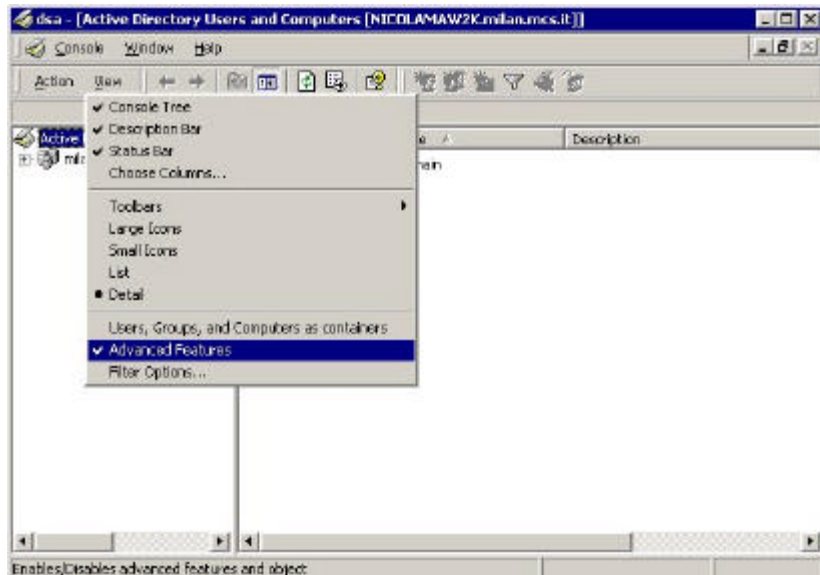 dsa - [Active Directory Users and Computers [NICOLAMAW2K.milan.mcs.it]]
Console Window Help
Action View
Console Tree
Description Bar
Status Bar
Choose Columns...
Toolbars
Large Icons
Small Icons
List
Detail
Users, Groups, and Computers as containers
Advanced Features
Filter Options...
Active
Description
Enables/Disables advanced features and object